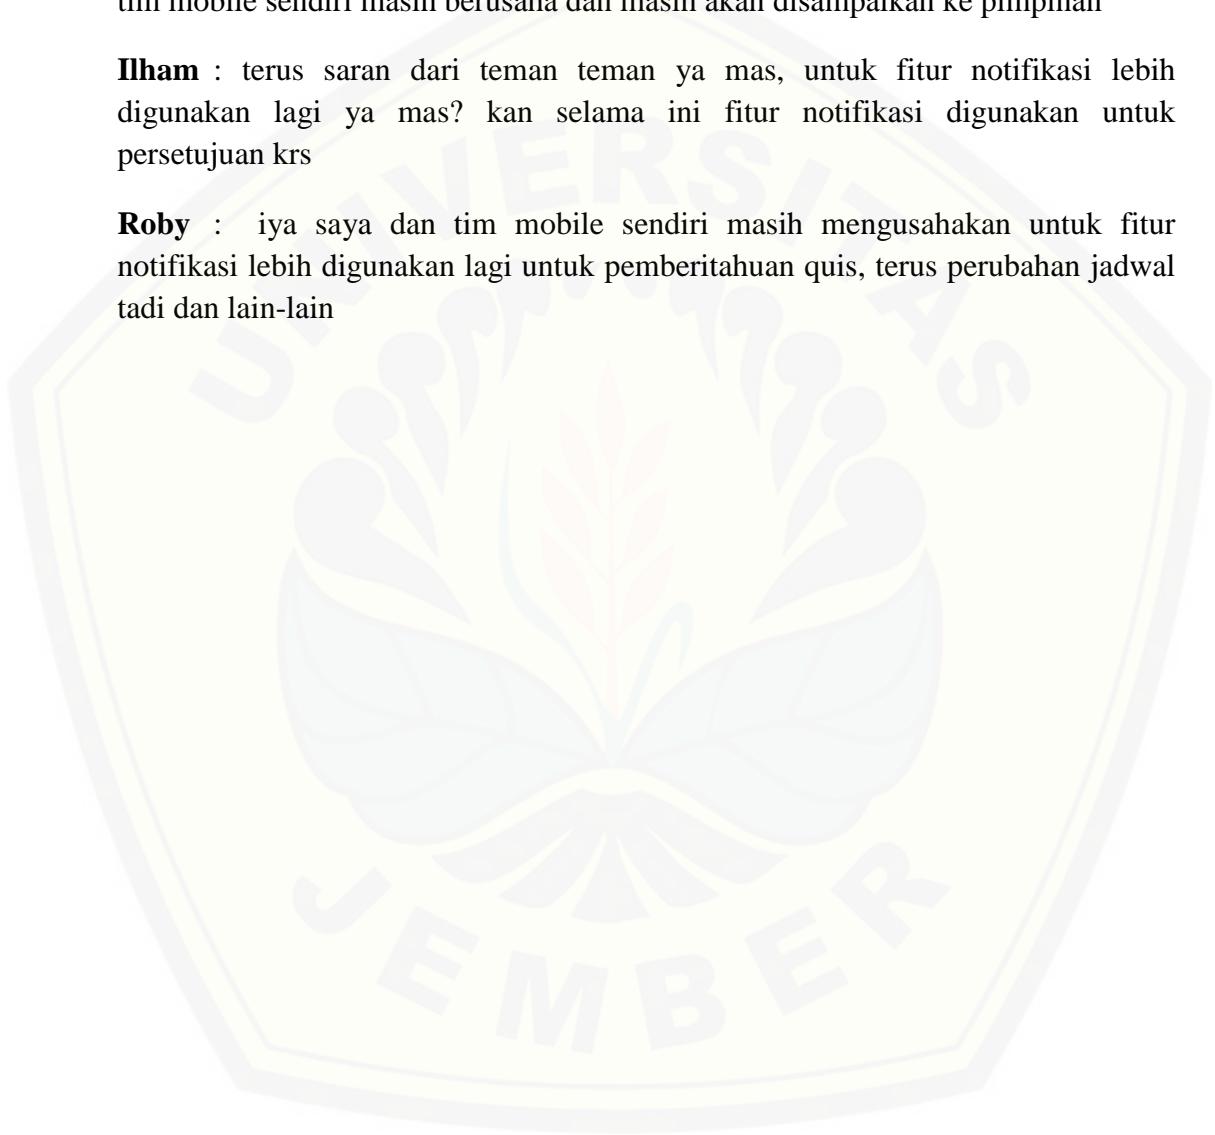 tim mobile sendiri masih berusaha dan masih akan disampaikan ke pimpinan
Ilham : terus saran dari teman teman ya mas, untuk fitur notifikasi lebih
digunakan lagi ya mas? kan selama ini fitur notifikasi digunakan untuk
persetujuan krs
Roby : iya saya dan tim mobile sendiri masih mengusahakan untuk fitur
notifikasi lebih digunakan lagi untuk pemberitahuan quis, terus perubahan jadwal
tadi dan lain-lain
UNIVERSITAS
JEMBER